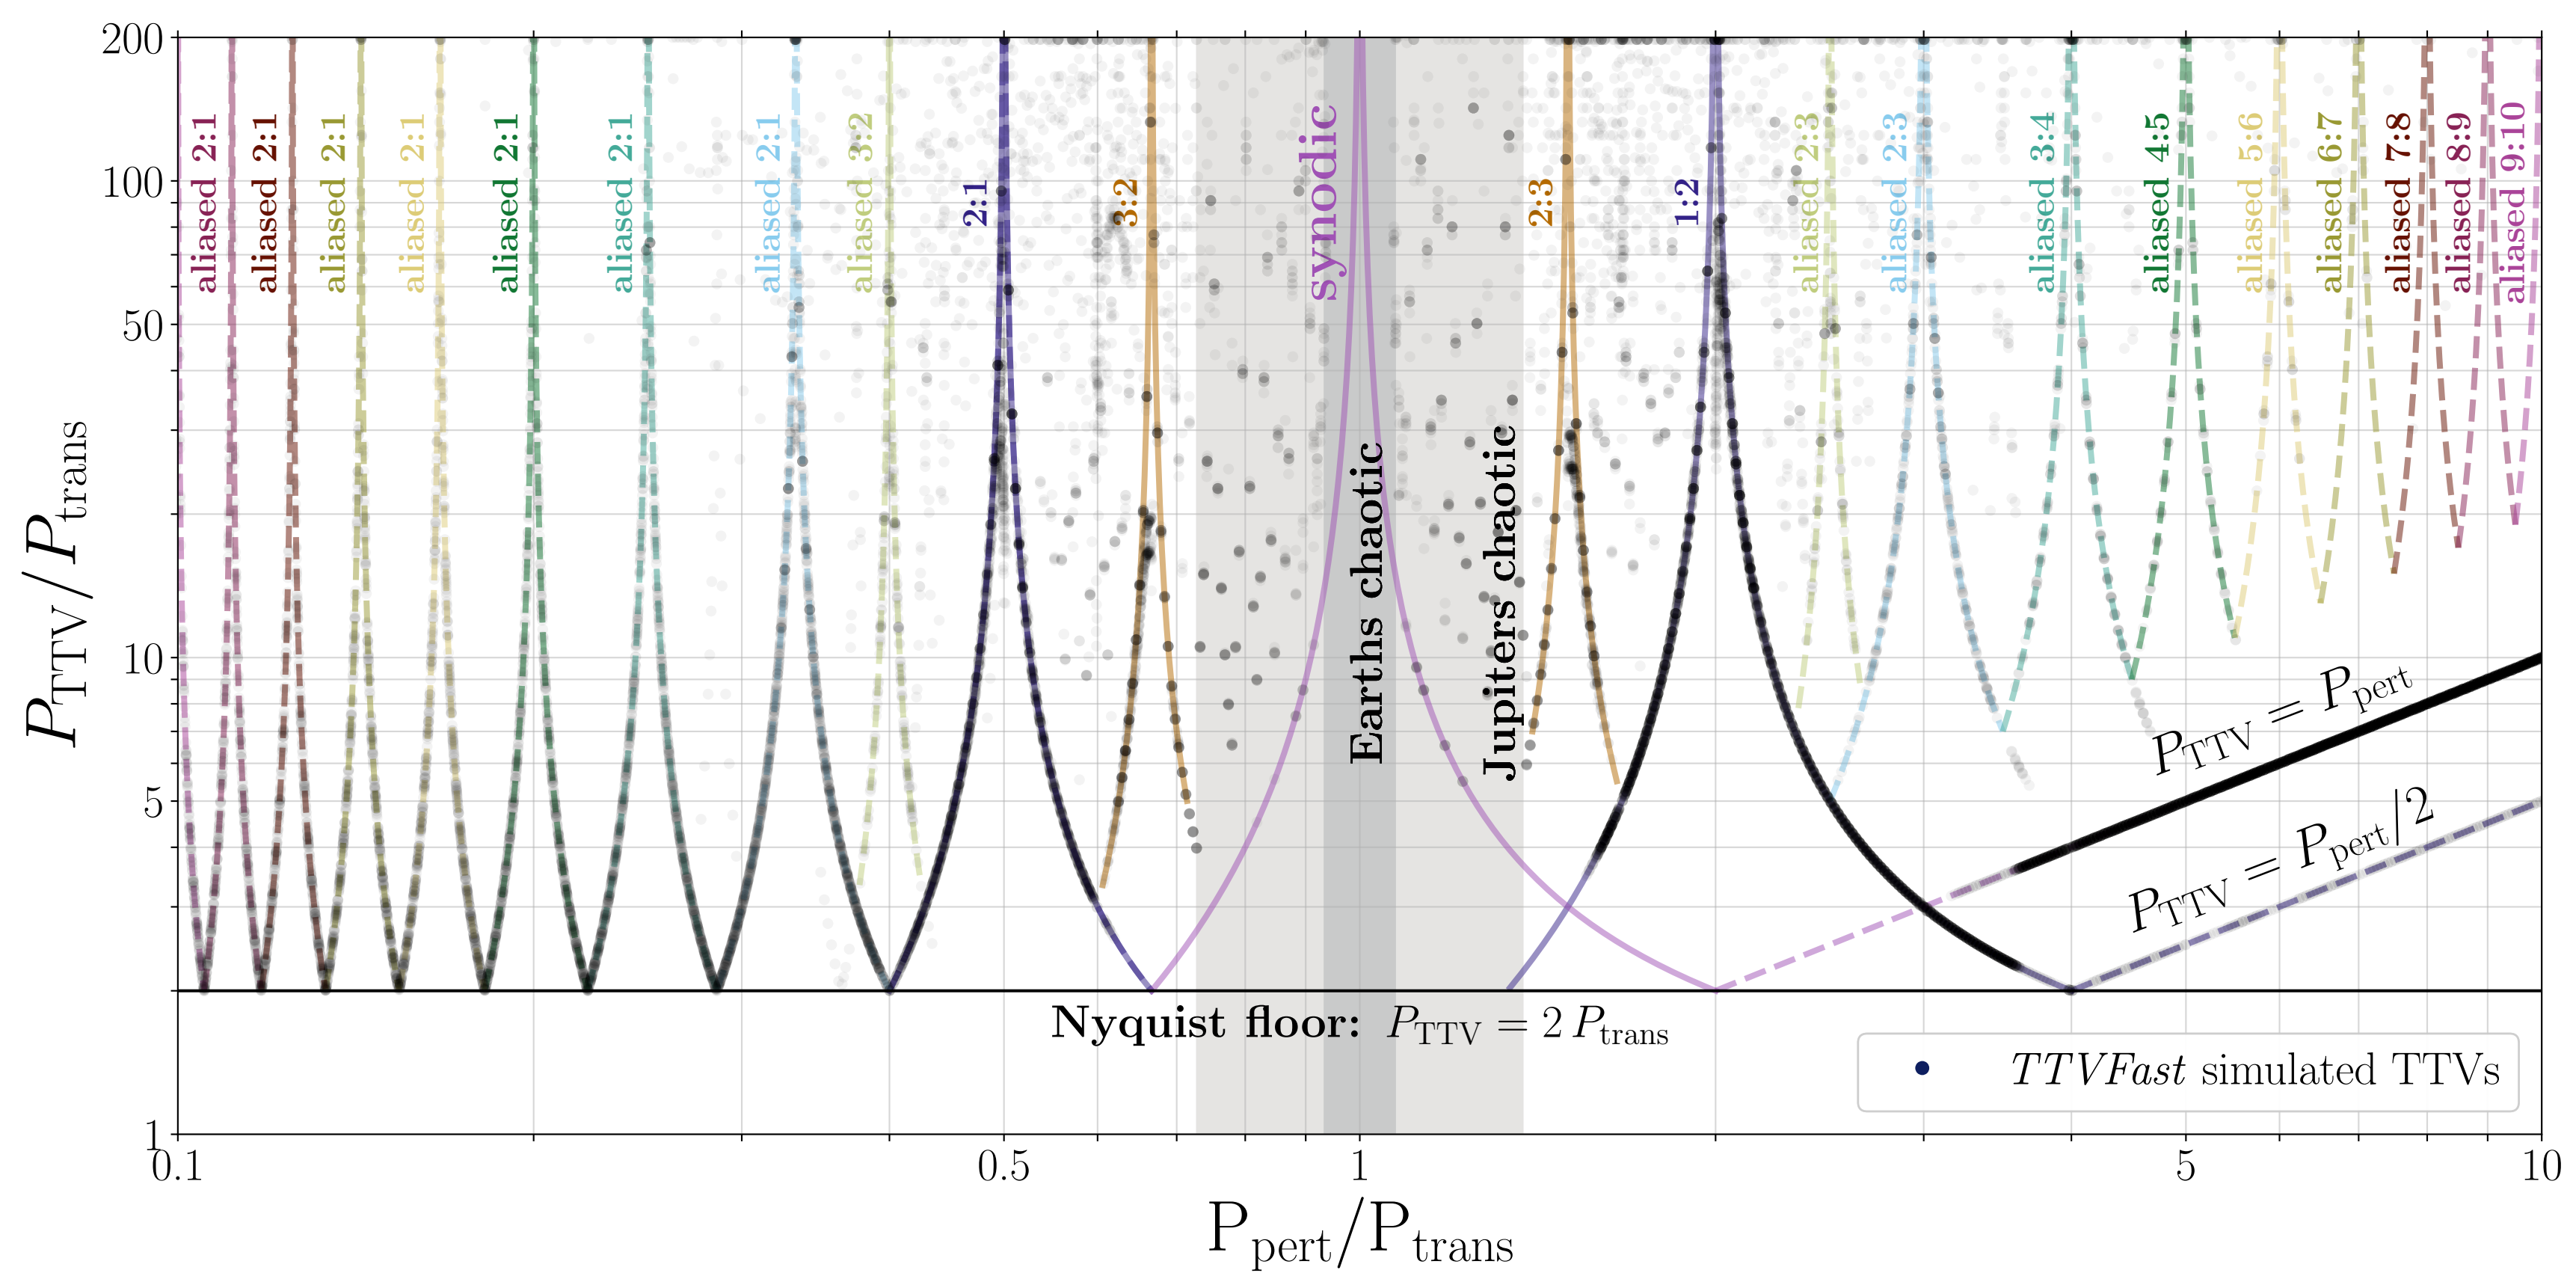 200
100
50
10
5
1
P_TTV/P_trans
aliased 2:1
aliased 2:1
aliased 2:1
aliased 2:1
aliased 2:1
aliased 2:1
aliased 2:1
aliased 3:2
2:1
3:2
synodic
Earths chaotic
Jupiters chaotic
2:3
1:2
aliased 2:3
aliased 2:3
aliased 3:4
aliased 4:5
aliased 5:6
aliased 6:7
aliased 7:8
aliased 8:9
aliased 9:10
P_TTV = P_pert
P_TTV = P_pert/2
Nyquist floor: P_TTV = 2 P_trans
TTVFast simulated TTVs
0.1
0.5
1
5
10
P_pert/P_trans